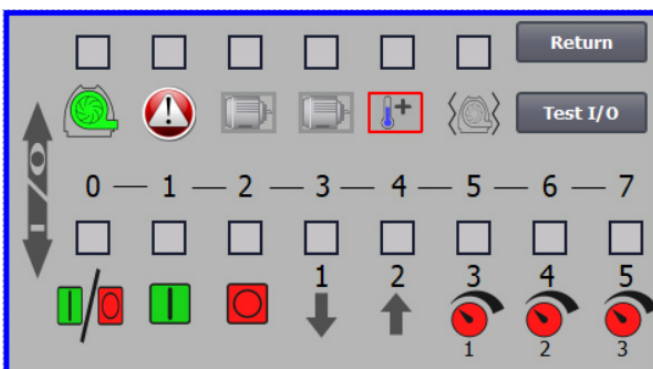 Return
Test I/O
I/O
0 — 1 — 2 — 3 — 4 — 5 — 6 — 7
1 2 3 4 5
1 2 3